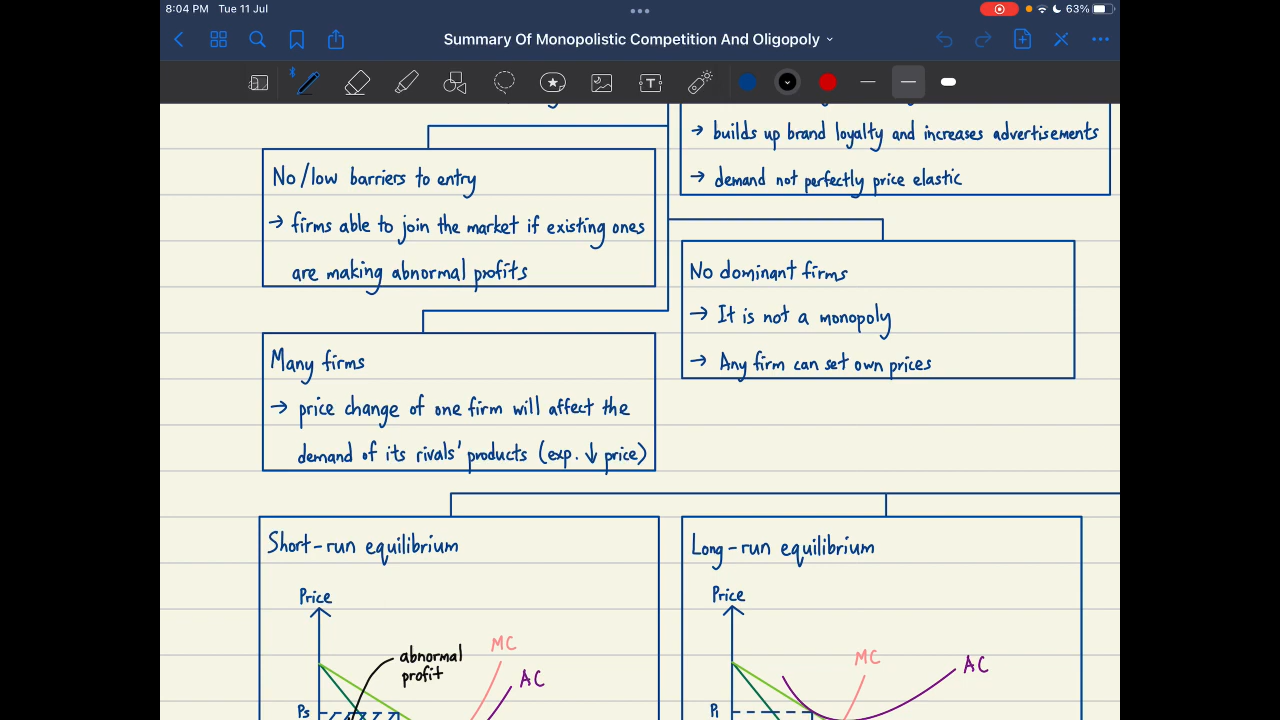 8:04 PM Tue 11 Jul
63%
Summary Of Monopolistic Competition And Oligopoly
→ builds up brand loyalty and increases advertisements
→ demand not perfectly price elastic
No/low barriers to entry
→ firms able to join the market if existing ones
are making abnormal profits
No dominant firms
→ It is not a monopoly
→ Any firm can set own prices
Many firms
→ price change of one firm will affect the
demand of its rivals' products (exp. ↓ price)
Short-run equilibrium
Price
abnormal
profit
MC
AC
Ps
Long-run equilibrium
Price
MC
AC